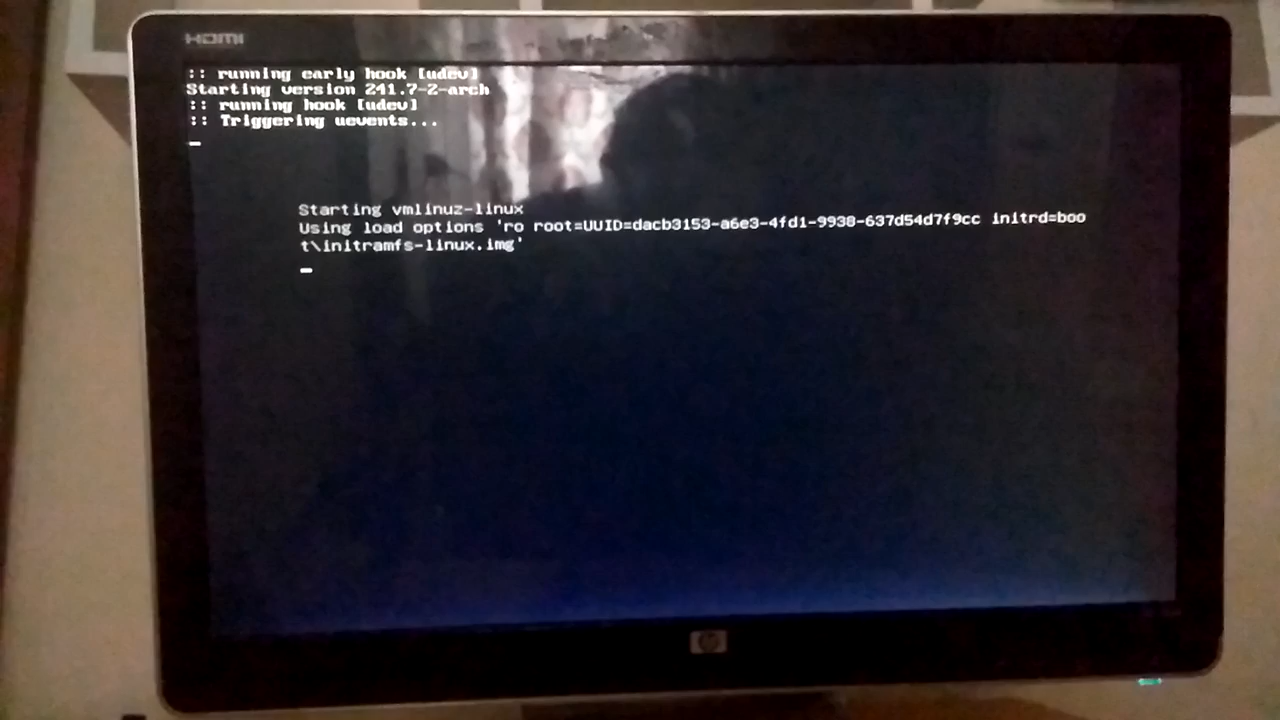 HDMI
:: running early hook [udev]
Starting version 241.7-2-arch
:: running hook [udev]
:: Triggering uevents...
Starting vmlinuz-linux
Using load options 'ro root=UUID=dacb3153-a6e3-4fd1-9938-637d54d7f9cc initrd=boo
t\initramfs-linux.img'
hp